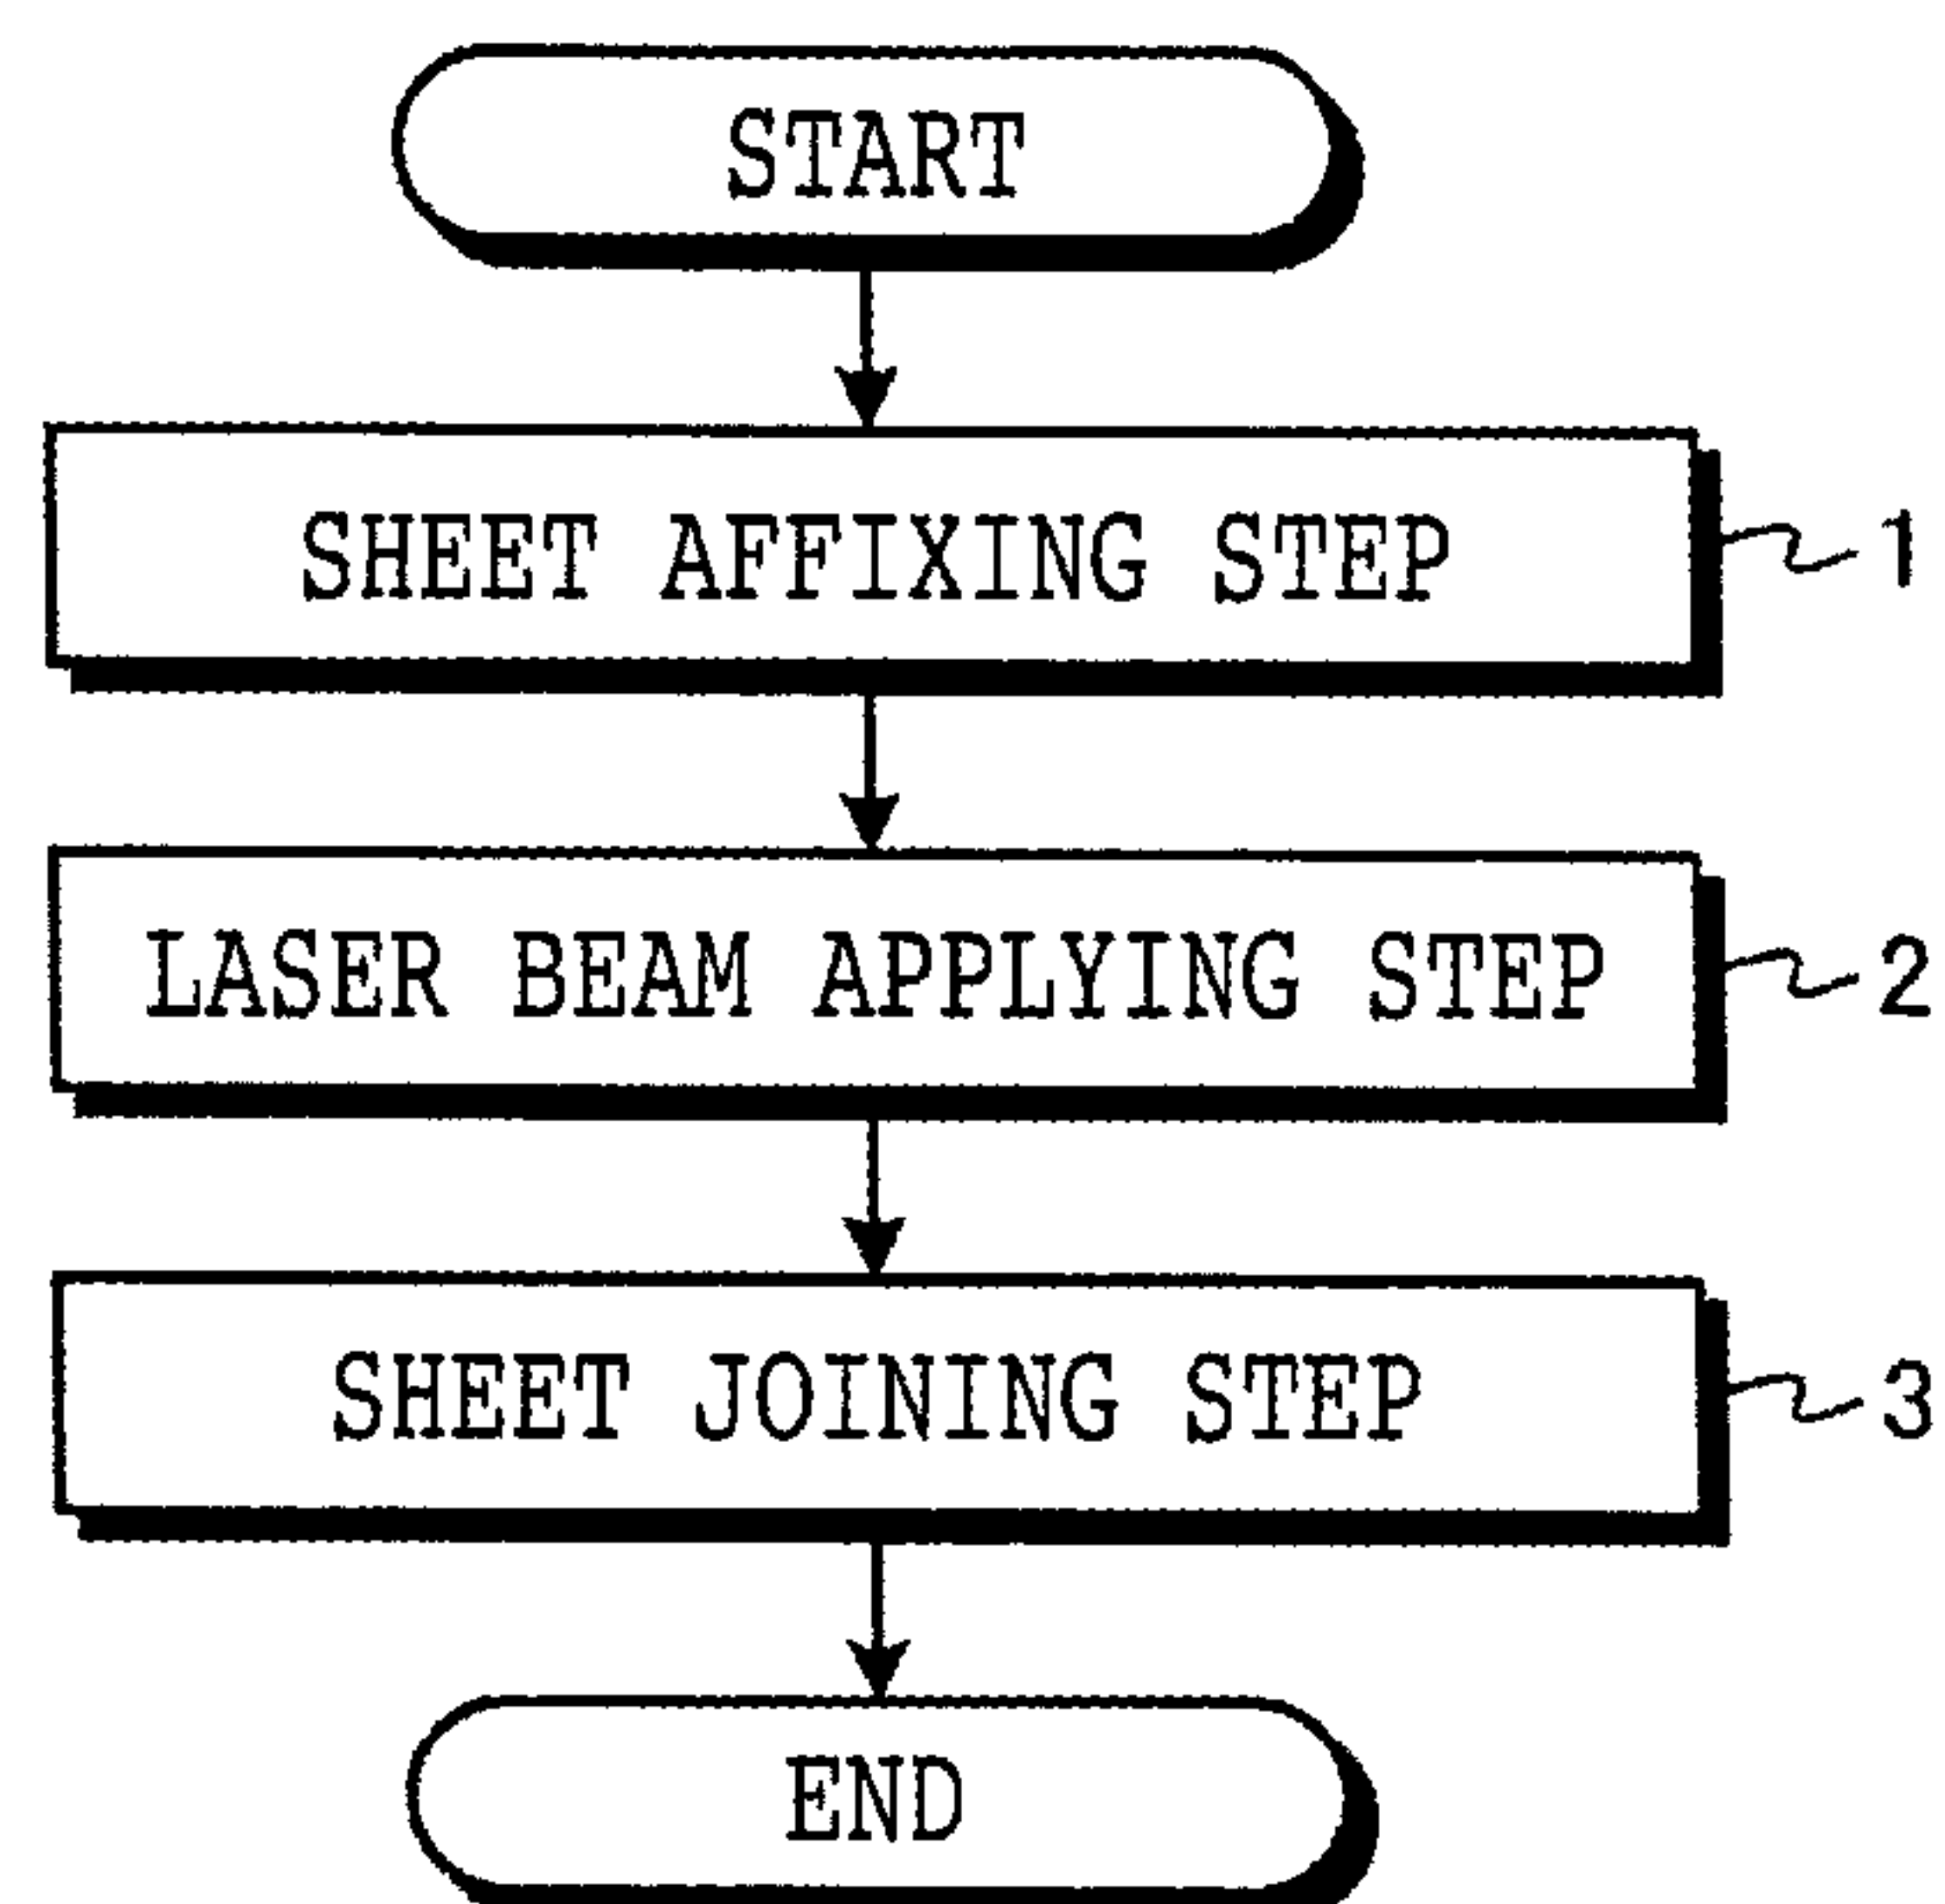 START
SHEET AFFIXING STEP 1
LASER BEAM APPLYING STEP 2
SHEET JOINING STEP 3
END